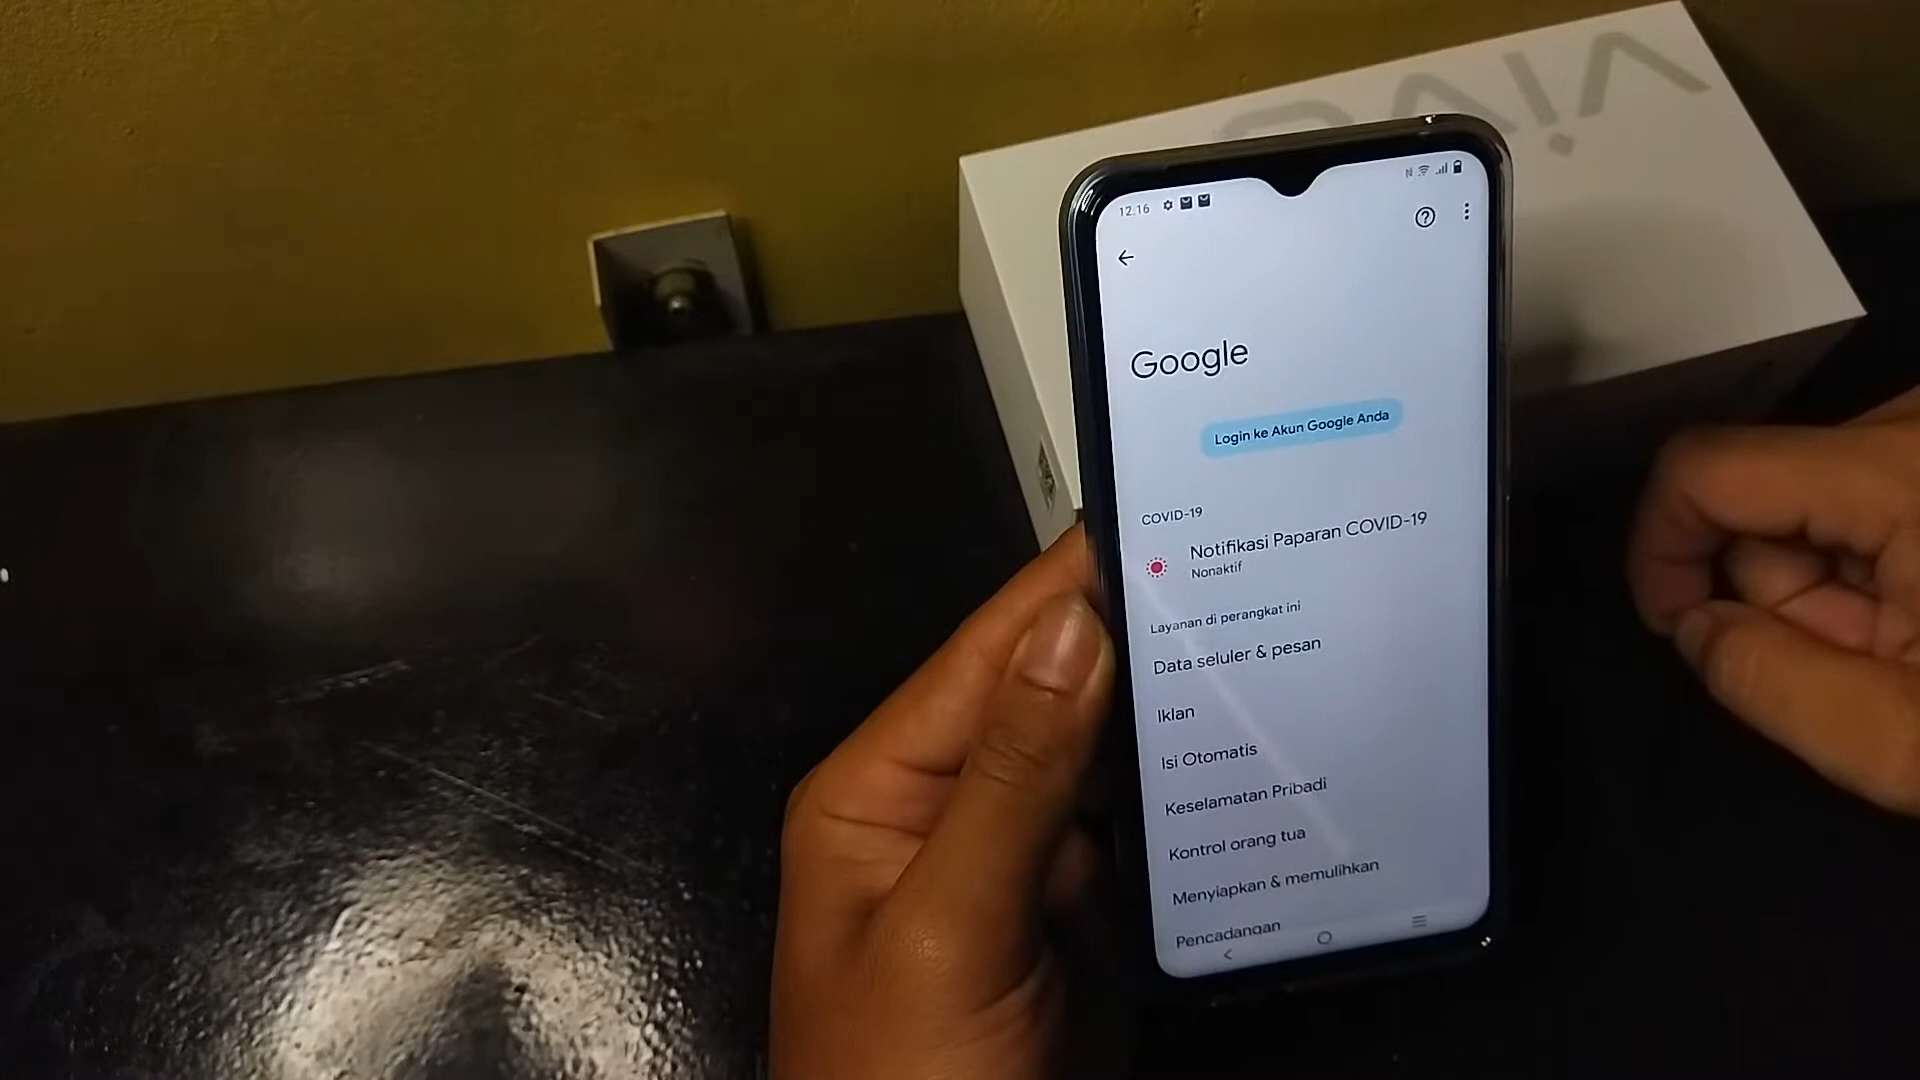 vivo
12.16
Google
Login ke Akun Google Anda
COVID-19
Notifikasi Paparan COVID-19
Nonaktif
Layanan di perangkat ini
Data seluler & pesan
Iklan
Isi Otomatis
Keselamatan Pribadi
Kontrol orang tua
Menyiapkan & memulihkan
Pencadangan